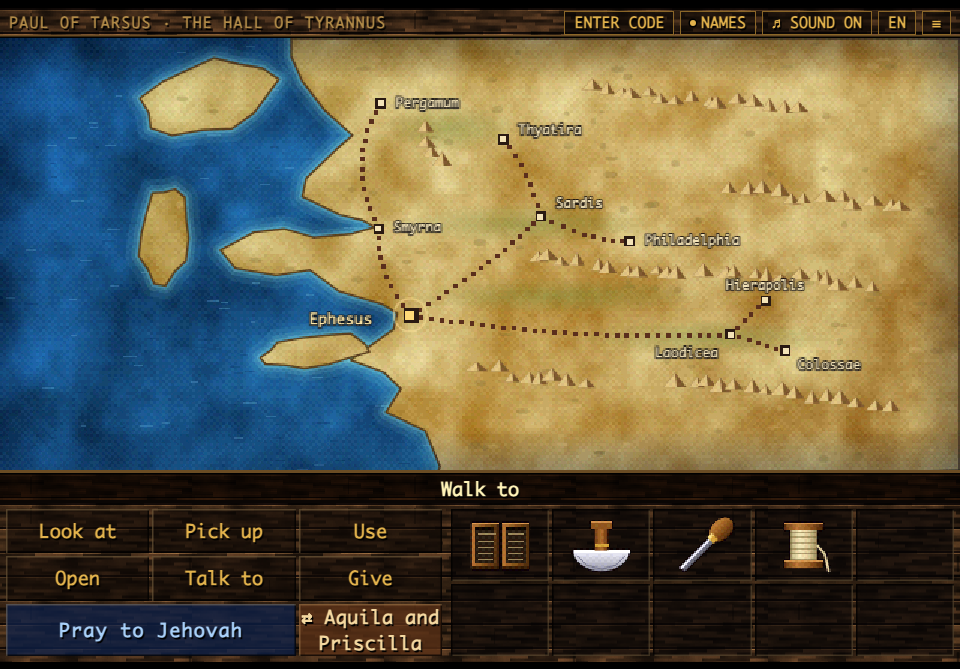 PAUL OF TARSUS · THE HALL OF TYRANNUS
ENTER CODE
• NAMES
♬ SOUND ON
EN
≡
Pergamum
Thyatira
Sardis
Smyrna
Philadelphia
Hierapolis
Ephesus
Laodicea
Colossae
Walk to
Look at
Pick up
Use
Open
Talk to
Give
Pray to Jehovah
⇄ Aquila and
Priscilla